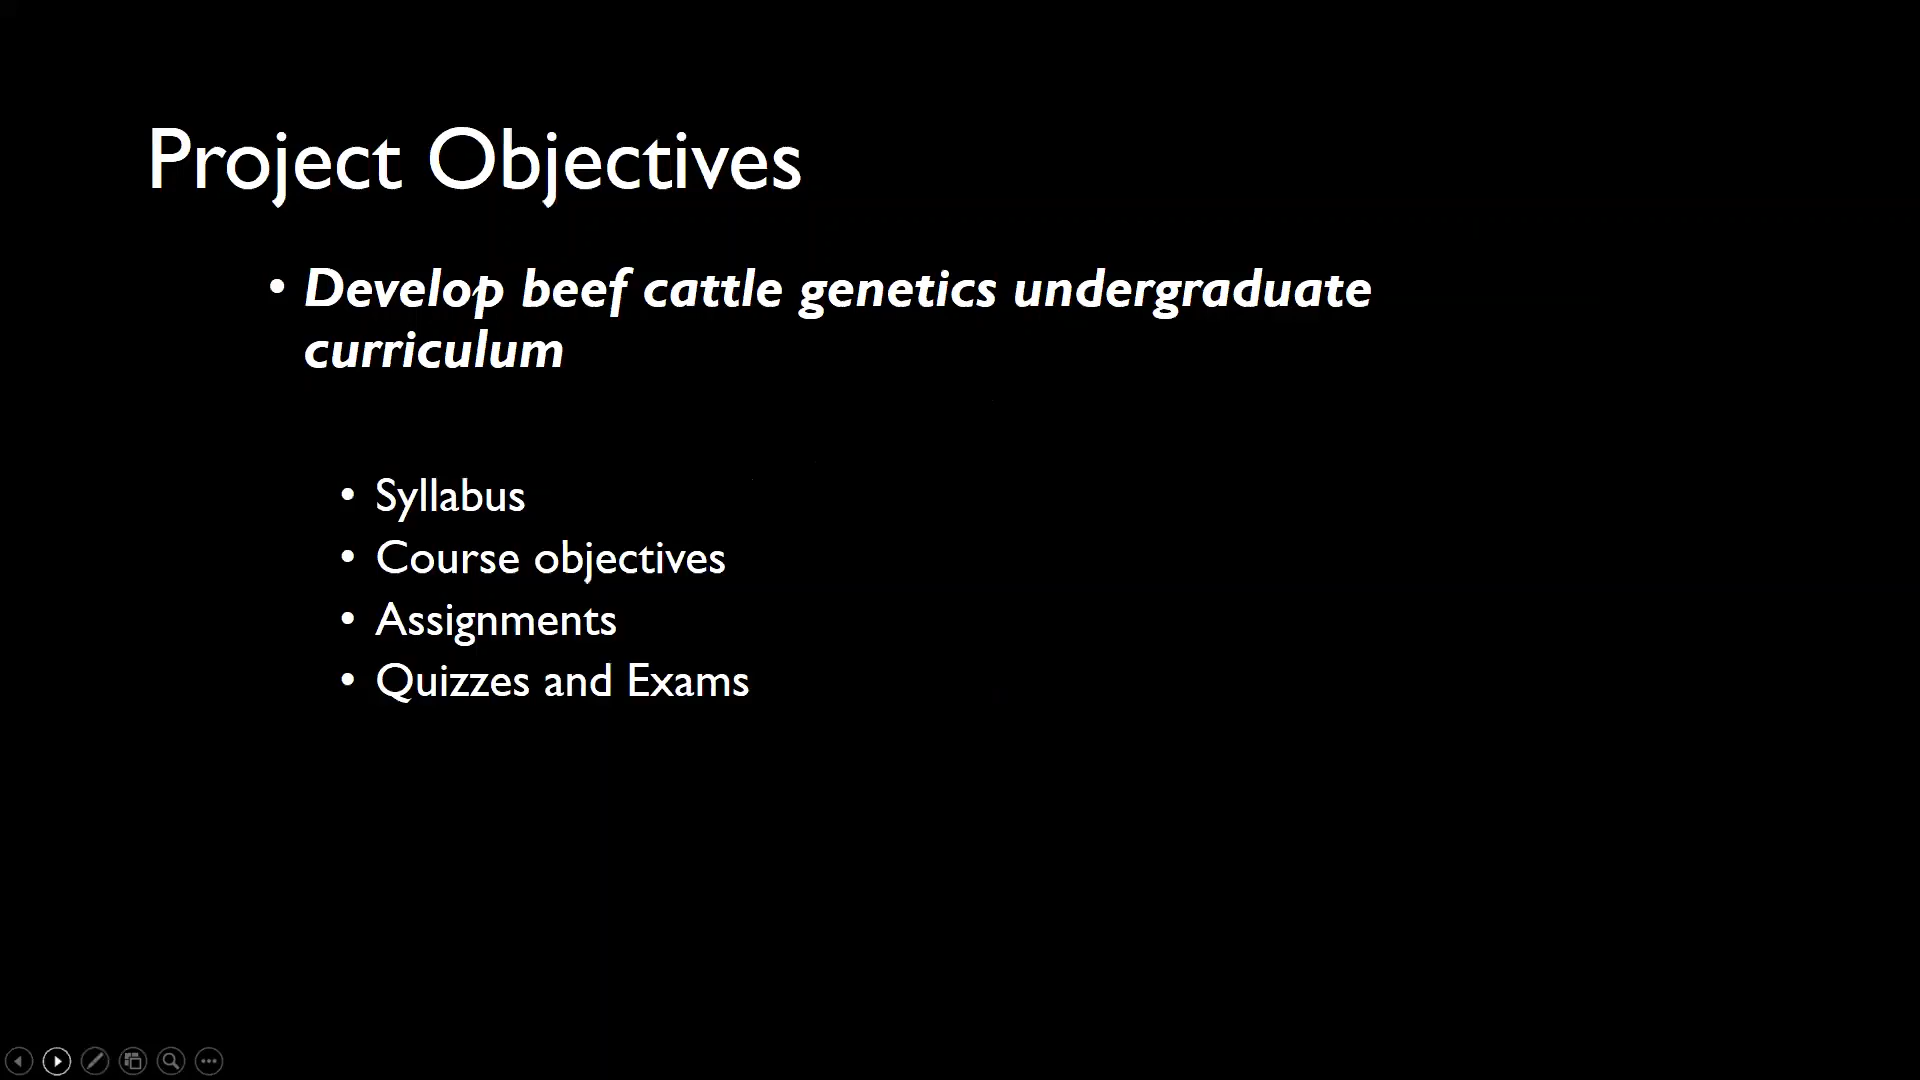 Project Objectives
• Develop beef cattle genetics undergraduate
curriculum
• Syllabus
• Course objectives
• Assignments
• Quizzes and Exams